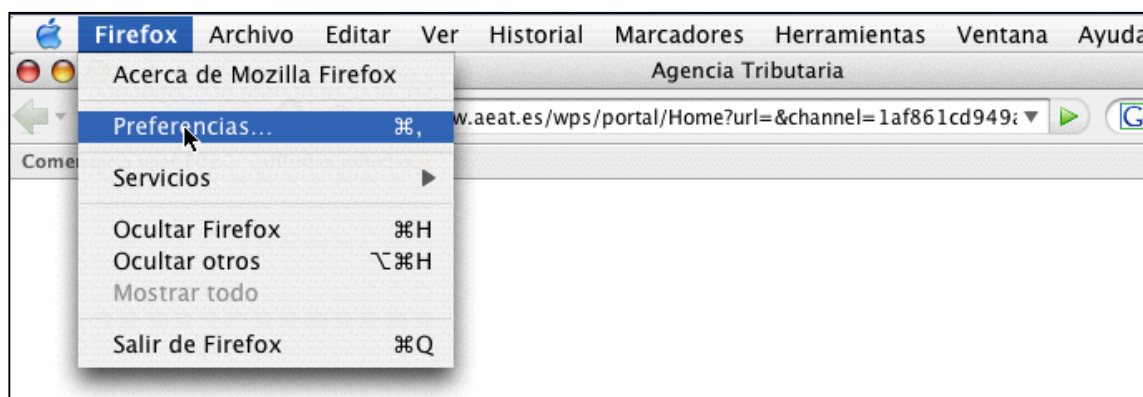 Firefox Archivo Editar Ver Historial Marcadores Herramientas Ventana Ayuda
Agencia Tributaria
Acerca de Mozilla Firefox
w.aeat.es/wps/portal/Home?url=&channel=1af861cd949a
Preferencias... ⌘,
Servicios
Ocultar Firefox ⌘H
Ocultar otros ⌥⌘H
Mostrar todo
Salir de Firefox ⌘Q